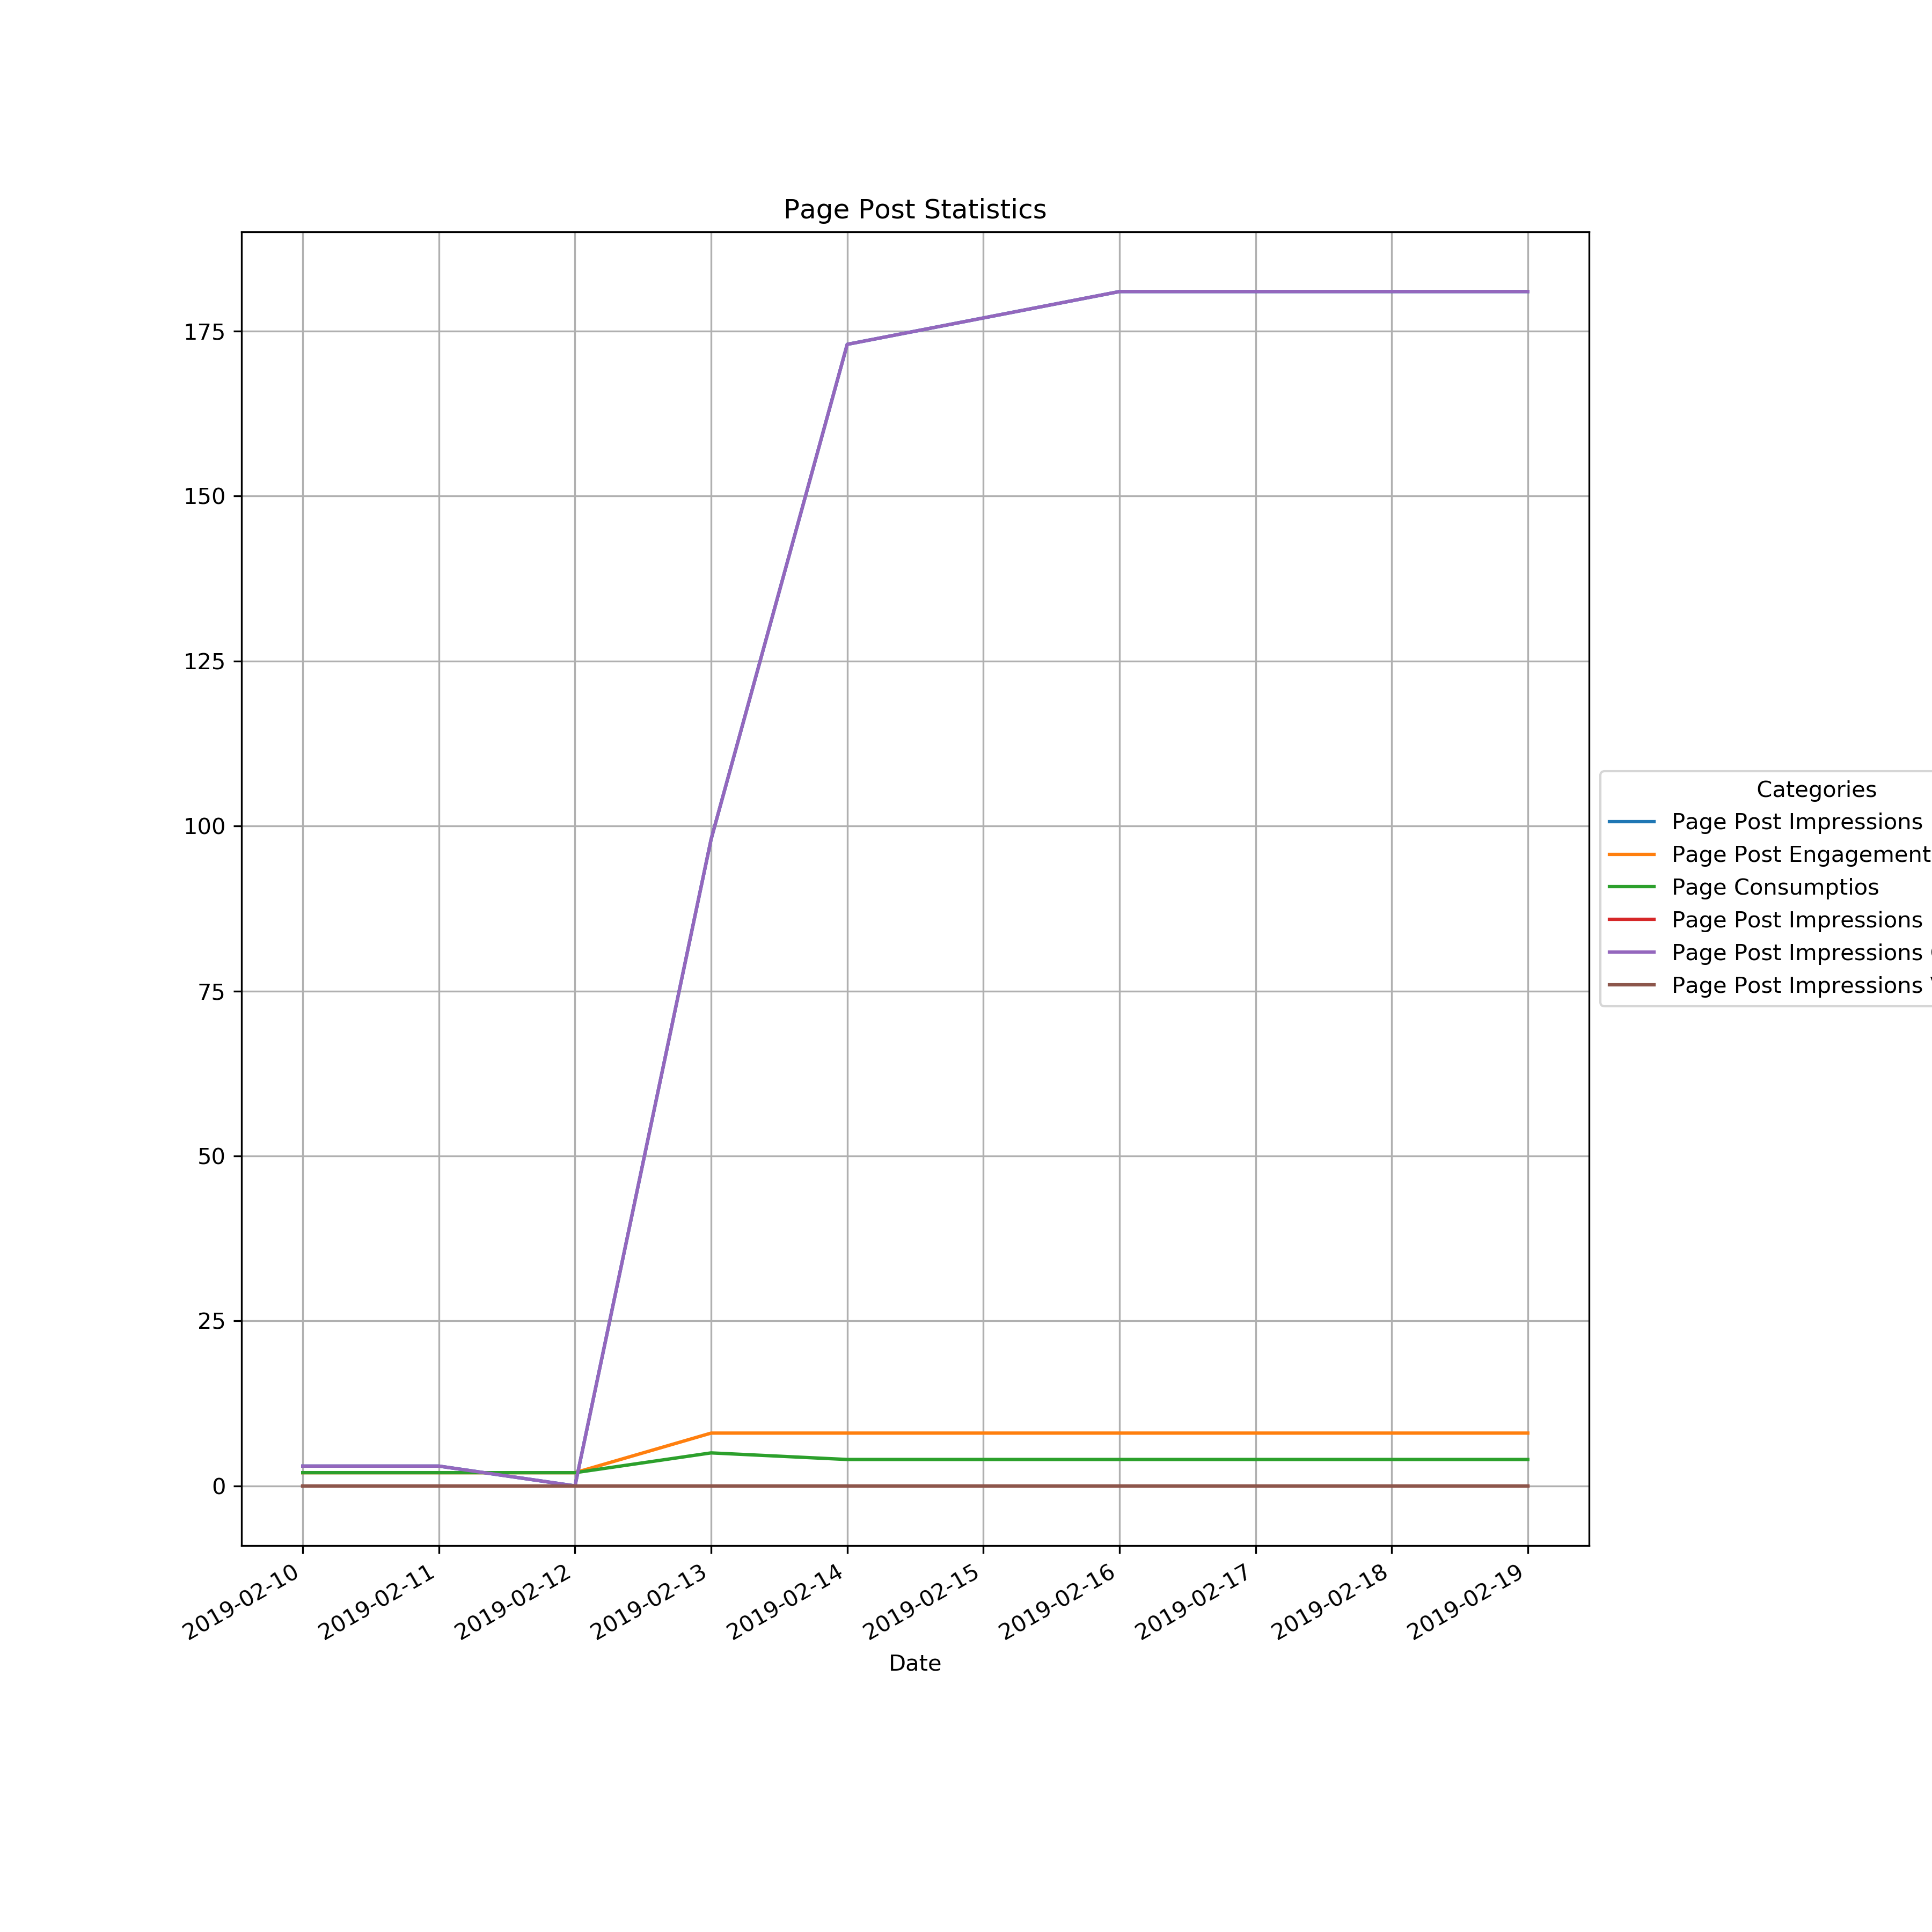 Page Post Statistics
175
150
125
100
75
50
25
0
2019-02-10
2019-02-11
2019-02-12
2019-02-13
2019-02-14
2019-02-15
2019-02-16
2019-02-17
2019-02-18
2019-02-19
Date
Categories
Page Post Impressions
Page Post Engagement
Page Consumptios
Page Post Impressions
Page Post Impressions
Page Post Impressions